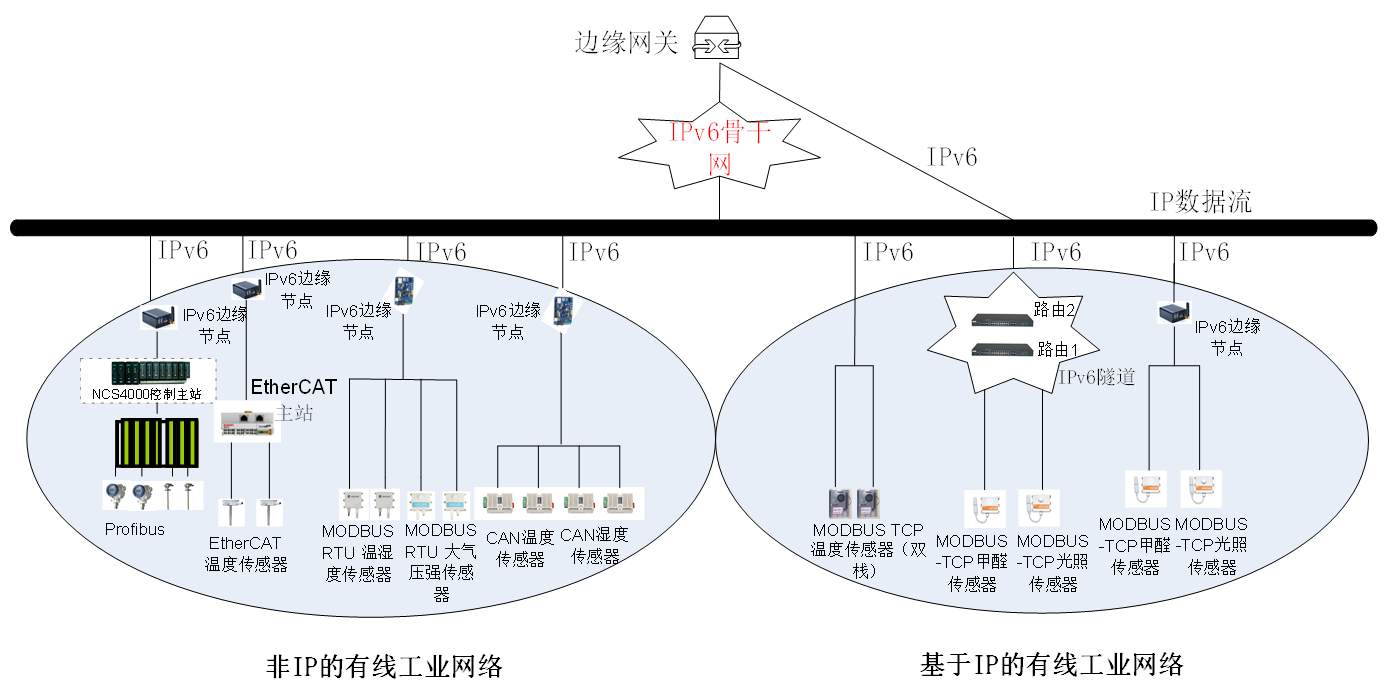 边缘网关
IPv6骨干
网
IPv6
IP数据流
IPv6
IPv6
IPv6
IPv6
IPv6
IPv6
IPv6
IPv6边缘
节点
IPv6边缘
节点
IPv6边缘
节点
IPv6边缘
节点
NCS4000控制主站
EtherCAT
主站
Profibus
EtherCAT
温度传感器
MODBUS
RTU 温湿
度传感器
MODBUS
RTU 大气
压强传感
器
CAN温度
传感器
CAN湿度
传感器
路由2
路由1
IPv6隧道
IPv6边缘
节点
MODBUS TCP
温度传感器（双
栈）
MODBUS
-TCP甲醛
传感器
MODBUS
-TCP光照
传感器
MODBUS
-TCP甲醛
传感器
MODBUS
-TCP光照
传感器
非IP的有线工业网络
基于IP的有线工业网络